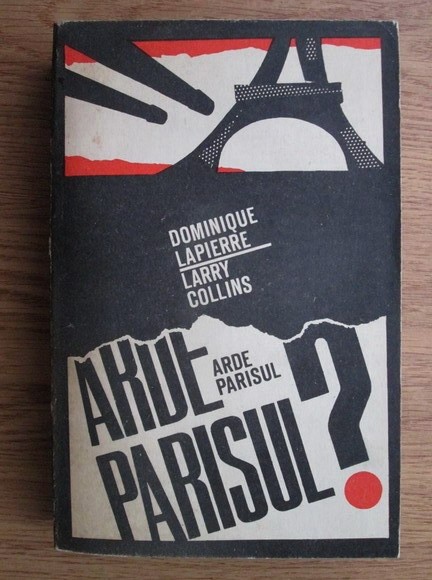 DOMINIQUE
LAPIERRE
LARRY
COLLINS
ARDE
ARDE
PARISUL
PARISUL?